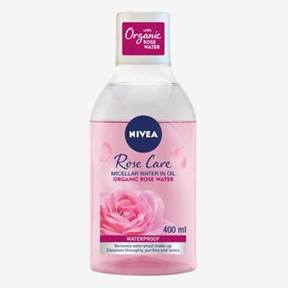 with
Organic
ROSE
WATER
NIVEA
Rose Care
MICELLAR WATER IN OIL
ORGANIC ROSE WATER
400 ml
WATERPROOF
Removes waterproof make-up
Cleanses thoroughly, purifies and tones